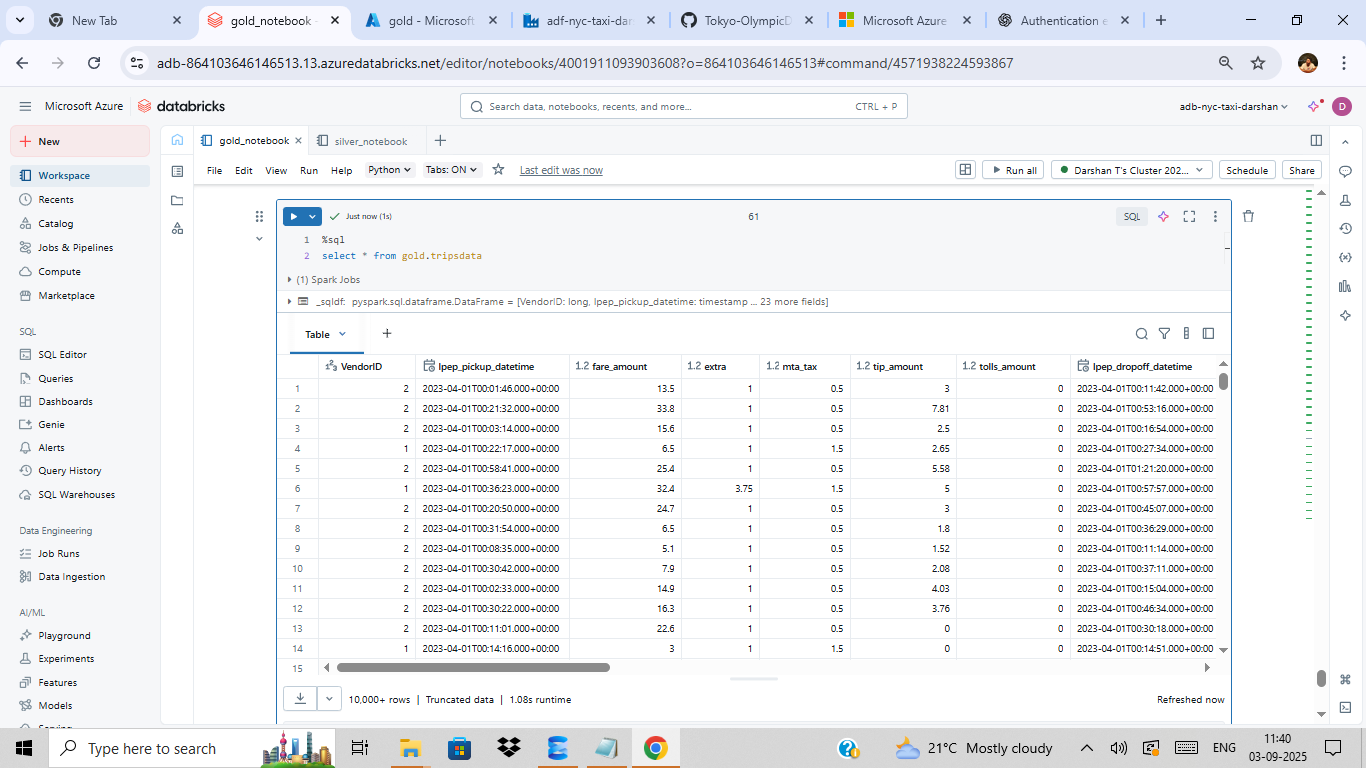 New Tab
gold_notebook -
gold - Microsoft
adf-nyc-taxi-dar
Tokyo-OlympicD
Microsoft Azure
Authentication e
adb-864103646146513.13.azuredatabricks.net/editor/notebooks/4001911093903608?o=864103646146513#command/4571938224593867
Microsoft Azure databricks
Search data, notebooks, recents, and more... CTRL + P
adb-nyc-taxi-darshan D
New
Workspace
Recents
Catalog
Jobs & Pipelines
Compute
Marketplace
SQL
SQL Editor
Queries
Dashboards
Genie
Alerts
Query History
SQL Warehouses
Data Engineering
Job Runs
Data Ingestion
AI/ML
Playground
Experiments
Features
Models
Serving
gold_notebook silver_notebook
File Edit View Run Help Python Tabs: ON Last edit was now
Run all Darshan T's Cluster 202... Schedule Share
Just now (1s) 61 SQL
1 %sql
2 select * from gold.tripsdata
(1) Spark Jobs
_sqldf: pyspark.sql.dataframe.DataFrame = [VendorID: long, lpep_pickup_datetime: timestamp ... 23 more fields]
Table +
123 VendorID lpep_pickup_datetime 1.2 fare_amount 1.2 extra 1.2 mta_tax 1.2 tip_amount 1.2 tolls_amount lpep_dropoff_datetime
1 2 2023-04-01T00:01:46.000+00:00 13.5 1 0.5 3 0 2023-04-01T00:11:42.000+00:00
2 2 2023-04-01T00:21:32.000+00:00 33.8 1 0.5 7.81 0 2023-04-01T00:53:16.000+00:00
3 2 2023-04-01T00:03:14.000+00:00 15.6 1 0.5 2.5 0 2023-04-01T00:16:54.000+00:00
4 1 2023-04-01T00:22:17.000+00:00 6.5 1 1.5 2.65 0 2023-04-01T00:27:34.000+00:00
5 2 2023-04-01T00:58:41.000+00:00 25.4 1 0.5 5.58 0 2023-04-01T01:21:20.000+00:00
6 1 2023-04-01T00:36:23.000+00:00 32.4 3.75 1.5 5 0 2023-04-01T00:57:57.000+00:00
7 2 2023-04-01T00:20:50.000+00:00 24.7 1 0.5 3 0 2023-04-01T00:45:07.000+00:00
8 2 2023-04-01T00:31:54.000+00:00 6.5 1 0.5 1.8 0 2023-04-01T00:36:29.000+00:00
9 2 2023-04-01T00:08:35.000+00:00 5.1 1 0.5 1.52 0 2023-04-01T00:11:14.000+00:00
10 2 2023-04-01T00:30:42.000+00:00 7.9 1 0.5 2.08 0 2023-04-01T00:37:11.000+00:00
11 2 2023-04-01T00:02:33.000+00:00 14.9 1 0.5 4.03 0 2023-04-01T00:15:04.000+00:00
12 2 2023-04-01T00:30:22.000+00:00 16.3 1 0.5 3.76 0 2023-04-01T00:46:34.000+00:00
13 2 2023-04-01T00:11:01.000+00:00 22.6 1 0.5 0 0 2023-04-01T00:30:18.000+00:00
14 1 2023-04-01T00:14:16.000+00:00 3 1 1.5 0 0 2023-04-01T00:14:51.000+00:00
15
10,000+ rows | Truncated data | 1.08s runtime Refreshed now
Type here to search
21°C Mostly cloudy ENG 11:40
03-09-2025